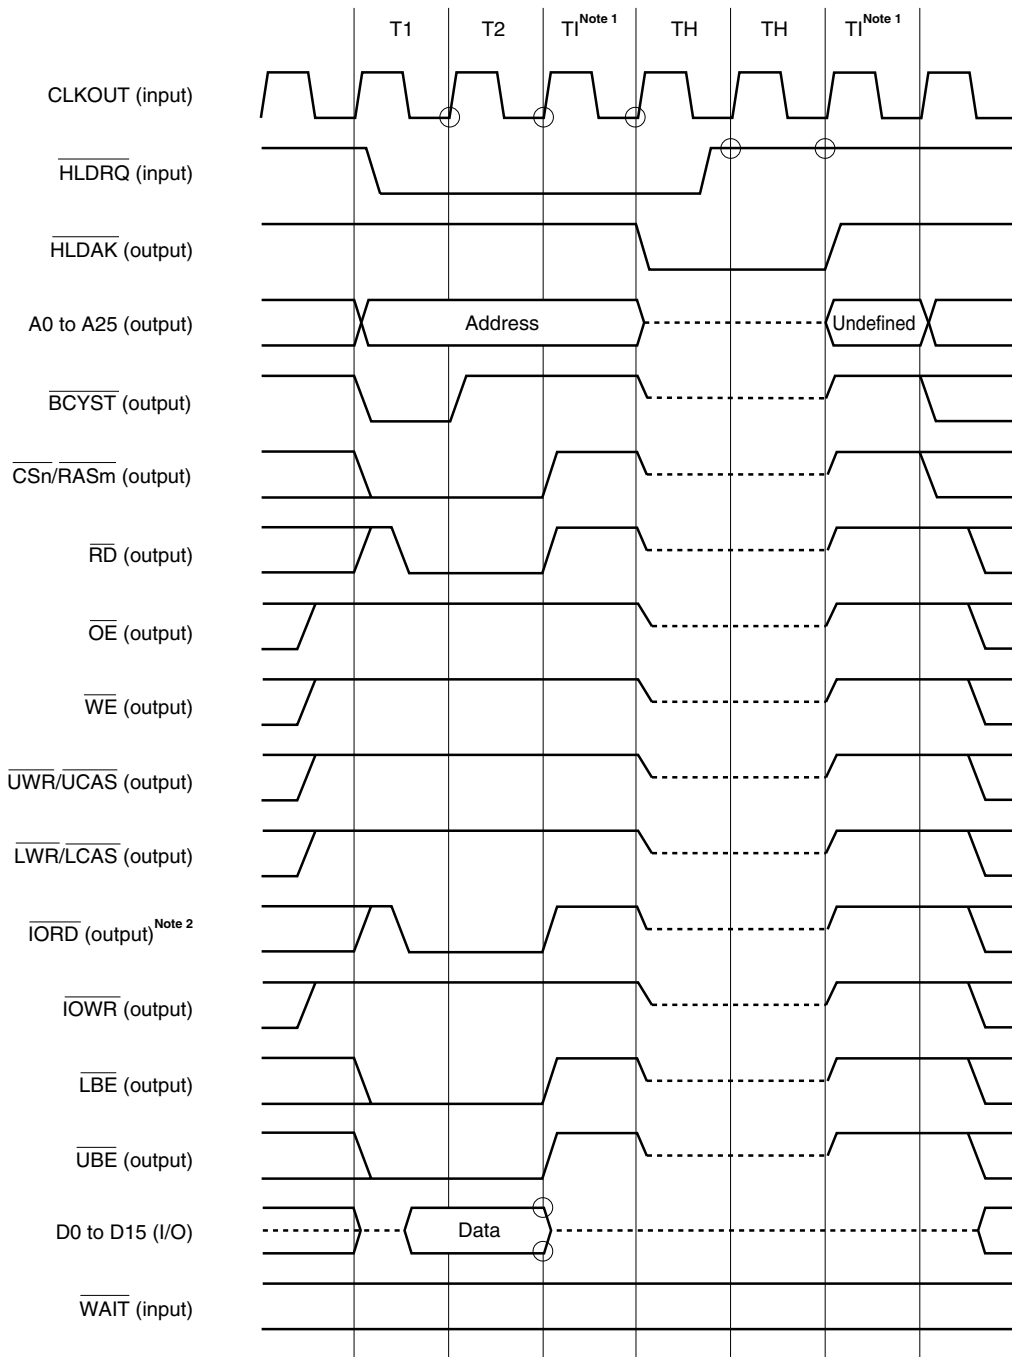 T1 T2 TI Note 1 TH TH TI Note 1
CLKOUT (input)
HLDRQ (input)
HLDAK (output)
A0 to A25 (output) Address Undefined
BCYST (output)
CSn/RASm (output)
RD (output)
OE (output)
WE (output)
UWR/UCAS (output)
LWR/LCAS (output)
IORD (output) Note 2
IOWR (output)
LBE (output)
UBE (output)
D0 to D15 (I/O) Data
WAIT (input)